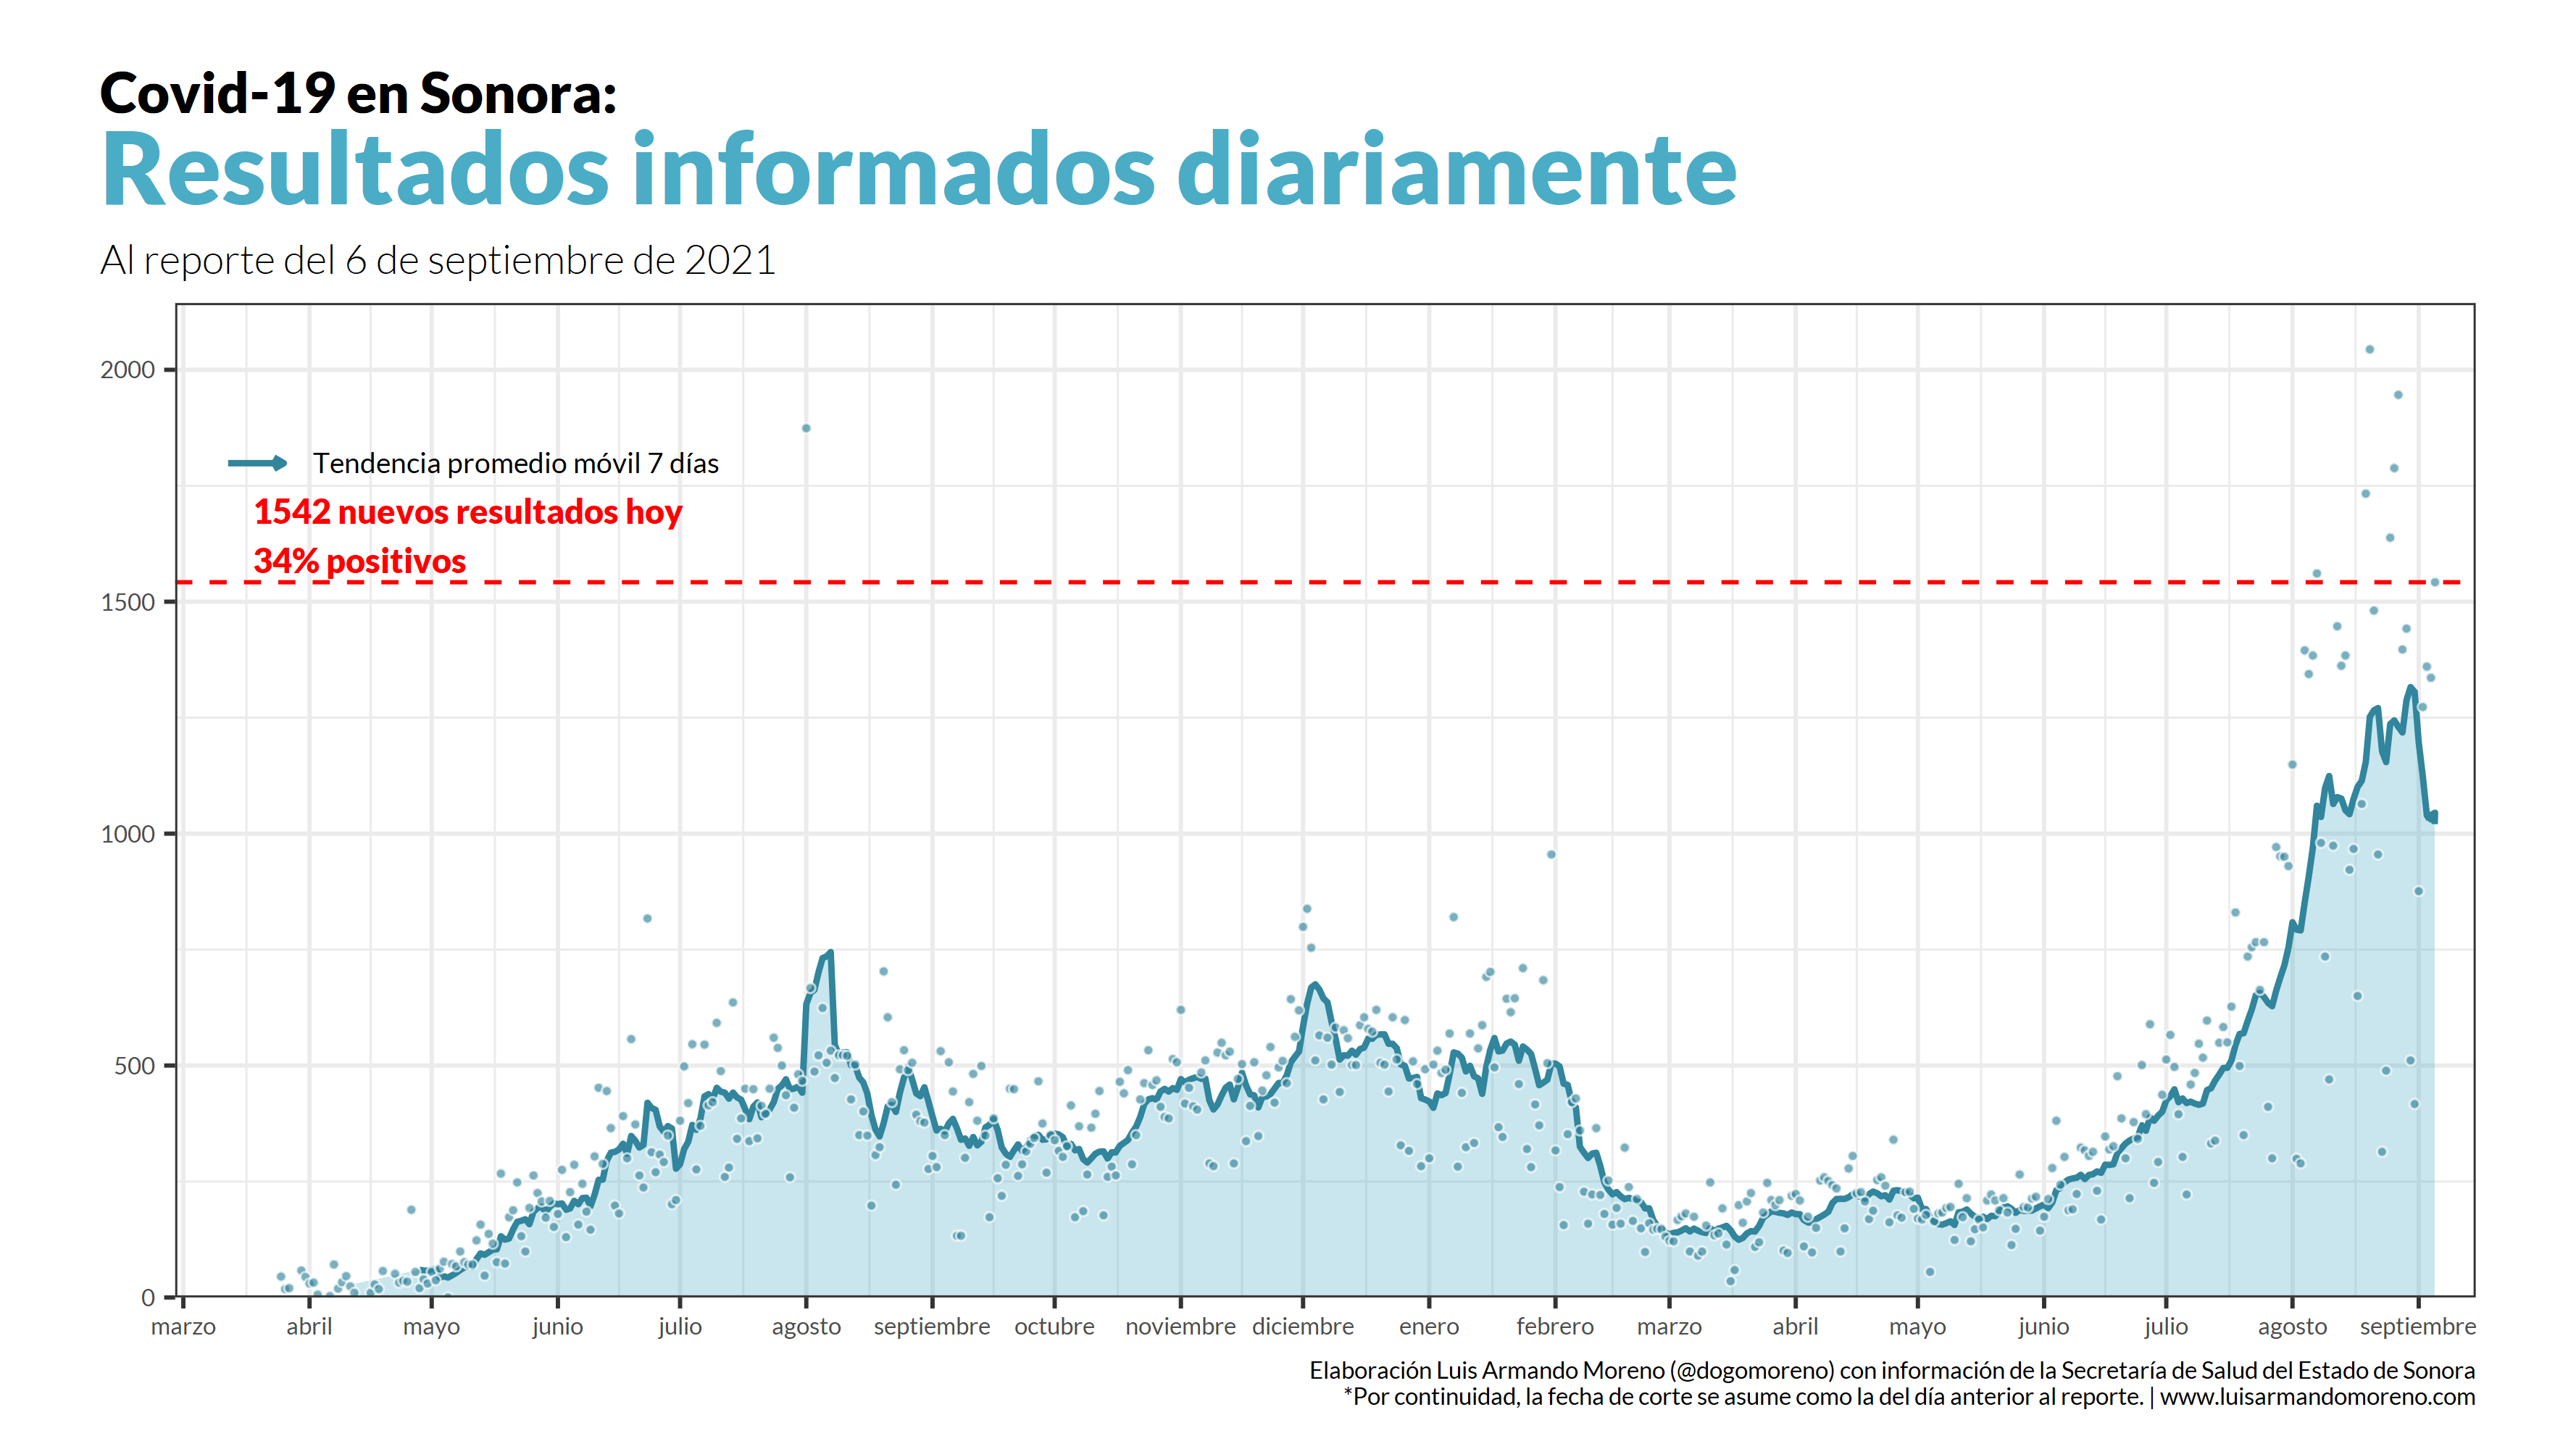 Covid-19 en Sonora:
Resultados informados diariamente
Al reporte del 6 de septiembre de 2021
2000
Tendencia promedio móvil 7 días
1542 nuevos resultados hoy
34% positivos
1500
1000
500
0
marzo abril mayo junio julio agosto septiembre octubre noviembre diciembre enero febrero marzo abril mayo junio julio agosto septiembre
Elaboración Luis Armando Moreno (@dogomoreno) con información de la Secretaría de Salud del Estado de Sonora
*Por continuidad, la fecha de corte se asume como la del día anterior al reporte. | www.luisarmandomoreno.com